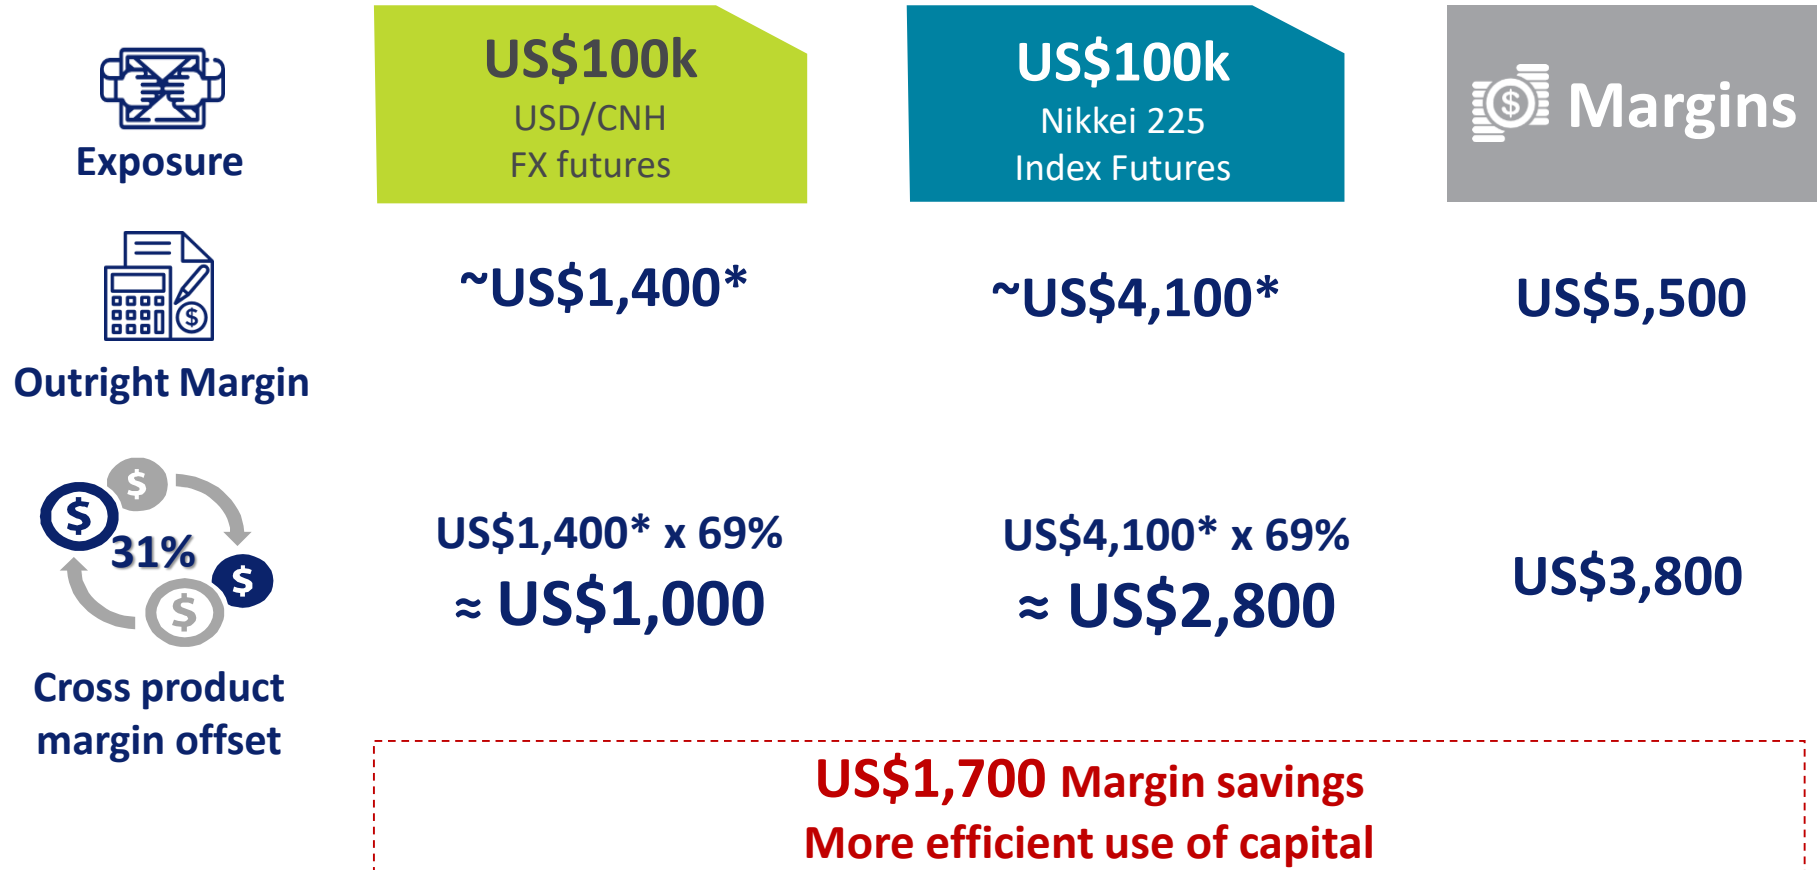 Exposure
US$100k
USD/CNH
FX futures
US$100k
Nikkei 225
Index Futures
$ Margins
$
Outright Margin
~US$1,400*
~US$4,100*
US$5,500
$
$
31%
$
$
Cross product
margin offset
US$1,400* x 69%
≈ US$1,000
US$4,100* x 69%
≈ US$2,800
US$3,800
US$1,700 Margin savings
More efficient use of capital